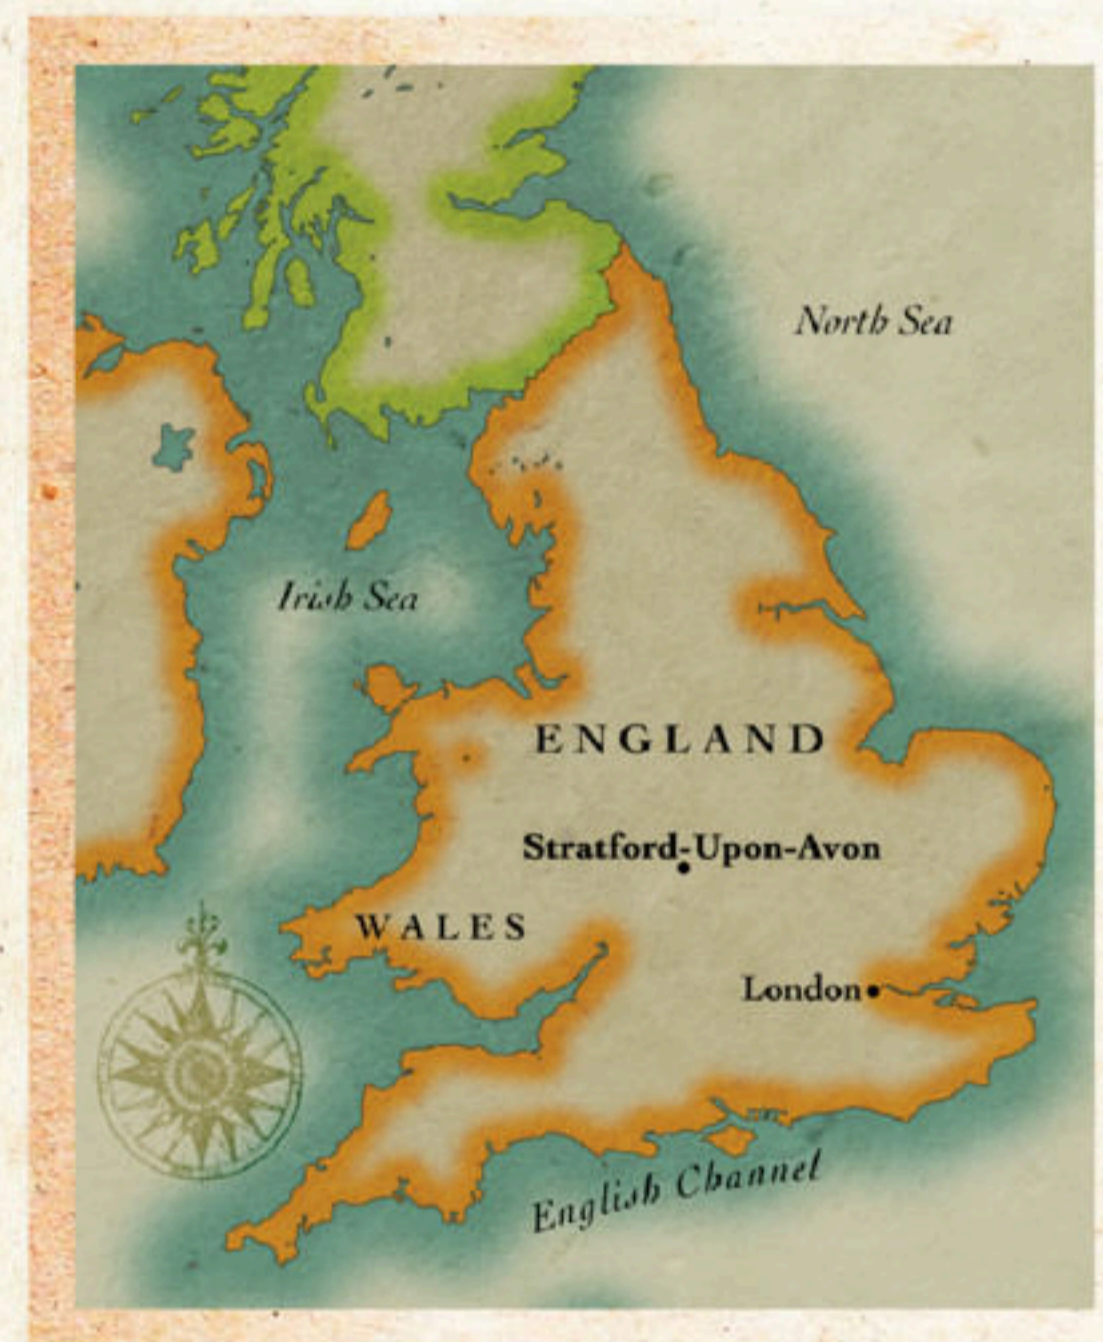 North Sea
Irish Sea
ENGLAND
Stratford-Upon-Avon
WALES
London
English Channel